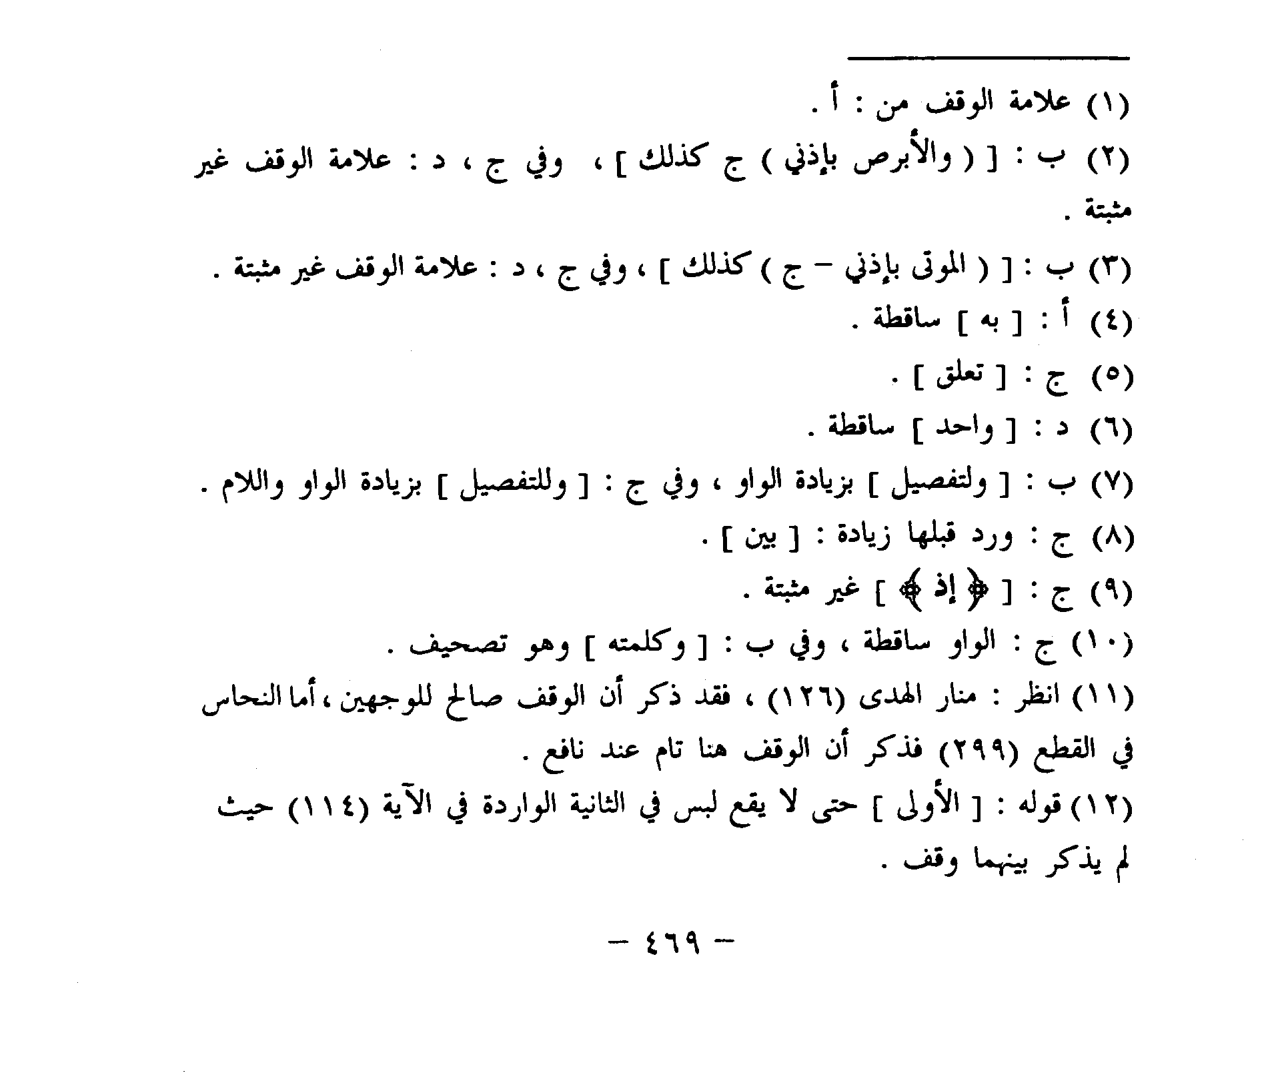 (١) علامة الوقف من : أ .
(٢) ب : [ ( والأبرص بإذني ) ج كذلك ] ، وفي ج ، د : علامة الوقف غير
مثبتة .
(٣) ب : [ ( الموتى بإذني – ج ) كذلك ] ، وفي ج ، د : علامة الوقف غير مثبتة .
(٤) أ : [ به ] ساقطة .
(٥) ج : [ تعلق ] .
(٦) د : [ واحد ] ساقطة .
(٧) ب : [ ولتفصيل ] بزيادة الواو ، وفي ج : [ وللتفصيل ] بزيادة الواو واللام .
(٨) ج : ورد قبلها زيادة : [ بين ] .
(٩) ج : [ ﴿ إذ ﴾ ] غير مثبتة .
(١٠) ج : الواو ساقطة ، وفي ب : [ وكلمته ] وهو تصحيف .
(١١) انظر : منار الهدى (١٢٦) ، فقد ذكر أن الوقف صالح للوجهين ، أما النحاس
في القطع (٢٩٩) فذكر أن الوقف هنا تام عند نافع .
(١٢) قوله : [ الأولى ] حتى لا يقع لبس في الثانية الواردة في الآية (١١٤) حيث
لم يذكر بينهما وقف .
– ٤٦٩ –